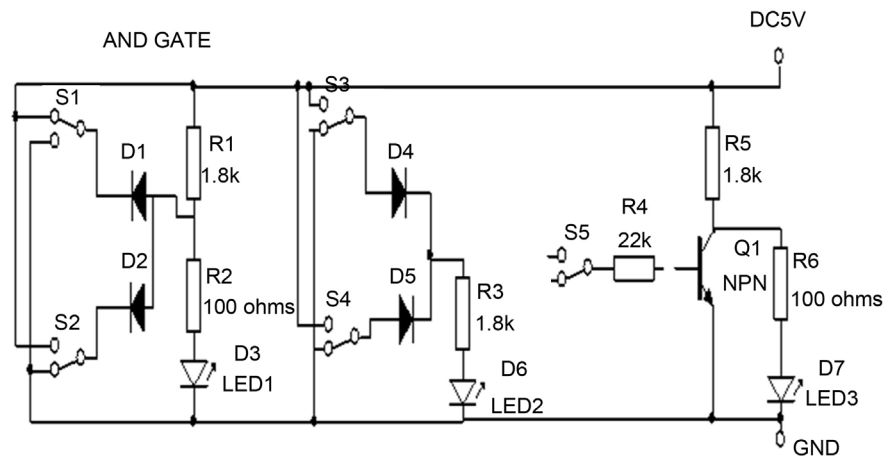 DC5V
AND GATE
S1
S3
D1
R1
1.8k
D4
R5
1.8k
R4
22k
S5
Q1
NPN
R6
100 ohms
D2
R2
100 ohms
S4
D5
R3
1.8k
S2
D3
LED1
D6
LED2
D7
LED3
GND